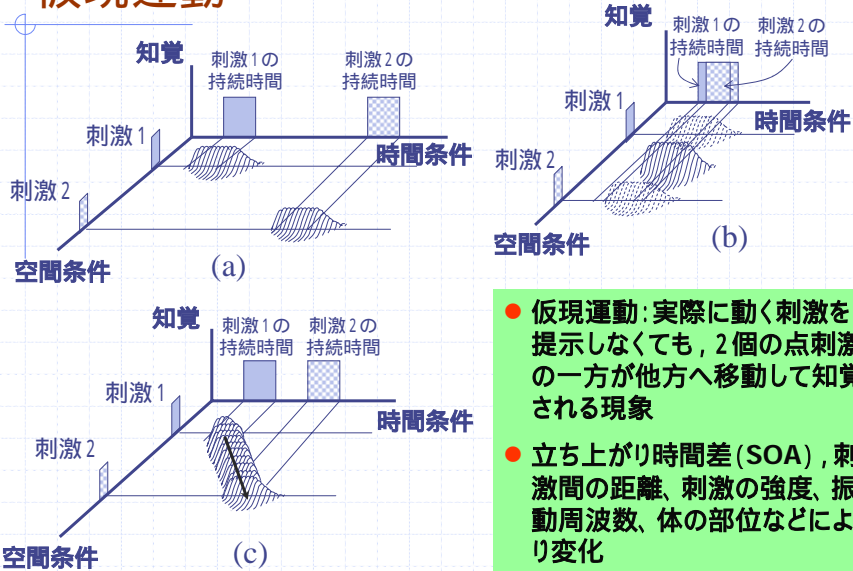 仮現運動
知覚
刺激1の
持続時間
刺激2の
持続時間
刺激1
刺激2
時間条件
空間条件
(a)
知覚
刺激1の
持続時間
刺激2の
持続時間
刺激1
刺激2
時間条件
空間条件
(b)
知覚
刺激1の
持続時間
刺激2の
持続時間
刺激1
刺激2
時間条件
空間条件
(c)
● 仮現運動:実際に動く刺激を
提示しなくても,2個の点刺激
の一方が他方へ移動して知覚
される現象
● 立ち上がり時間差(SOA),刺
激間の距離、刺激の強度、振
動周波数、体の部位などによ
り変化